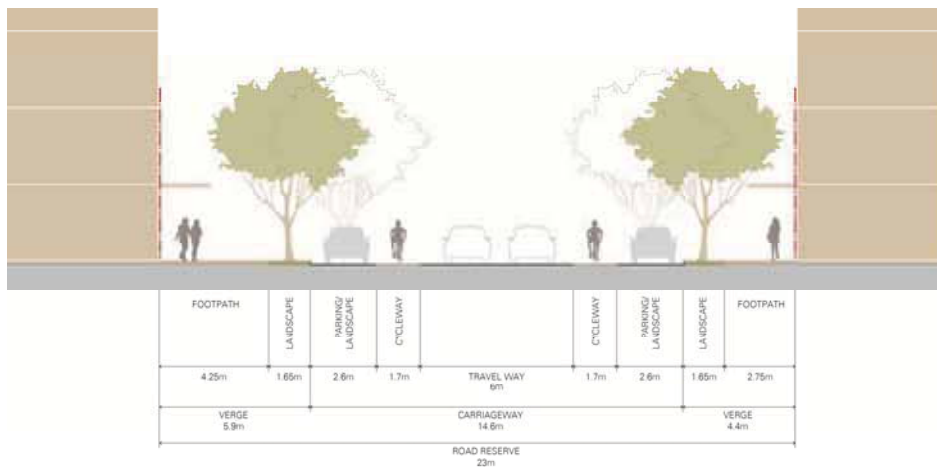 FOOTPATH
LANDSCAPE
PARKING/
LANDSCAPE
CYCLEWAY
CYCLEWAY
PARKING/
LANDSCAPE
LANDSCAPE
FOOTPATH
4.25m
1.65m
2.6m
1.7m
TRAVEL WAY
6m
1.7m
2.6m
1.65m
2.75m
VERGE
5.9m
CARRIAGEWAY
14.6m
VERGE
4.4m
ROAD RESERVE
23m